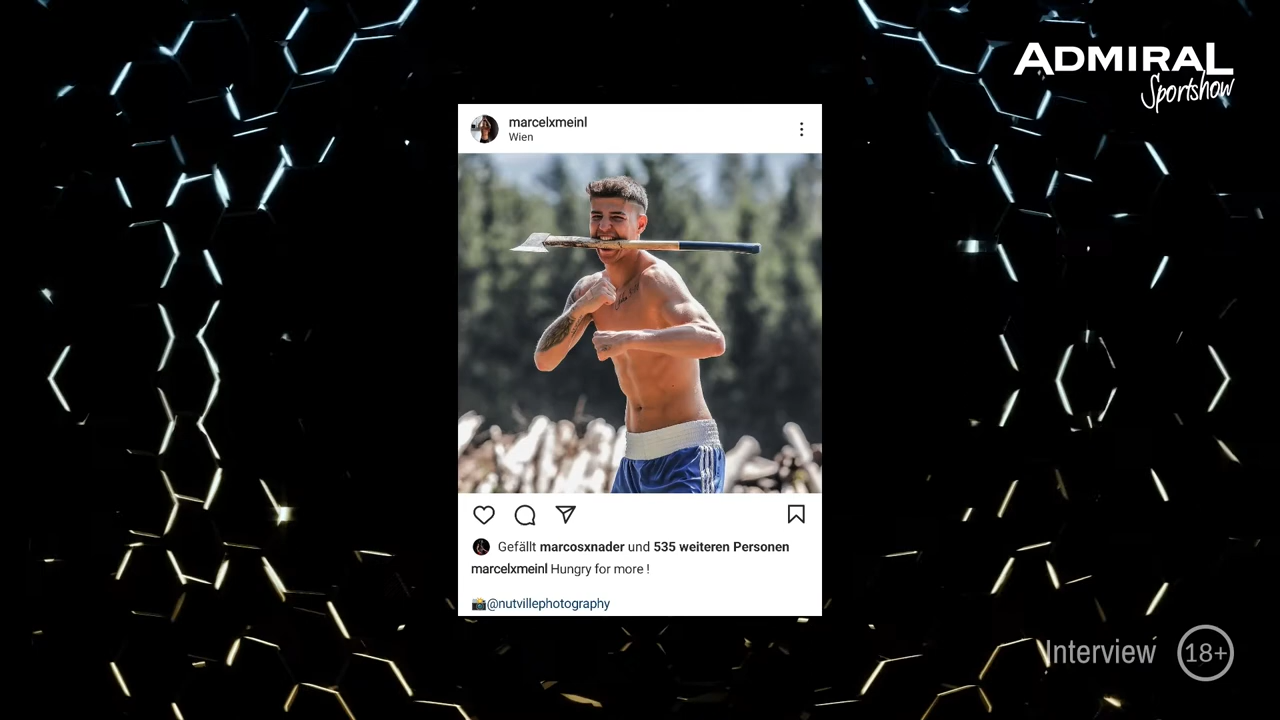 ADMIRAL
Sportshow
marcelxmeinl
Wien
Gefällt marcosxnader und 535 weiteren Personen
marcelxmeinl Hungry for more !
📸@nutvillephotography
Interview
18+